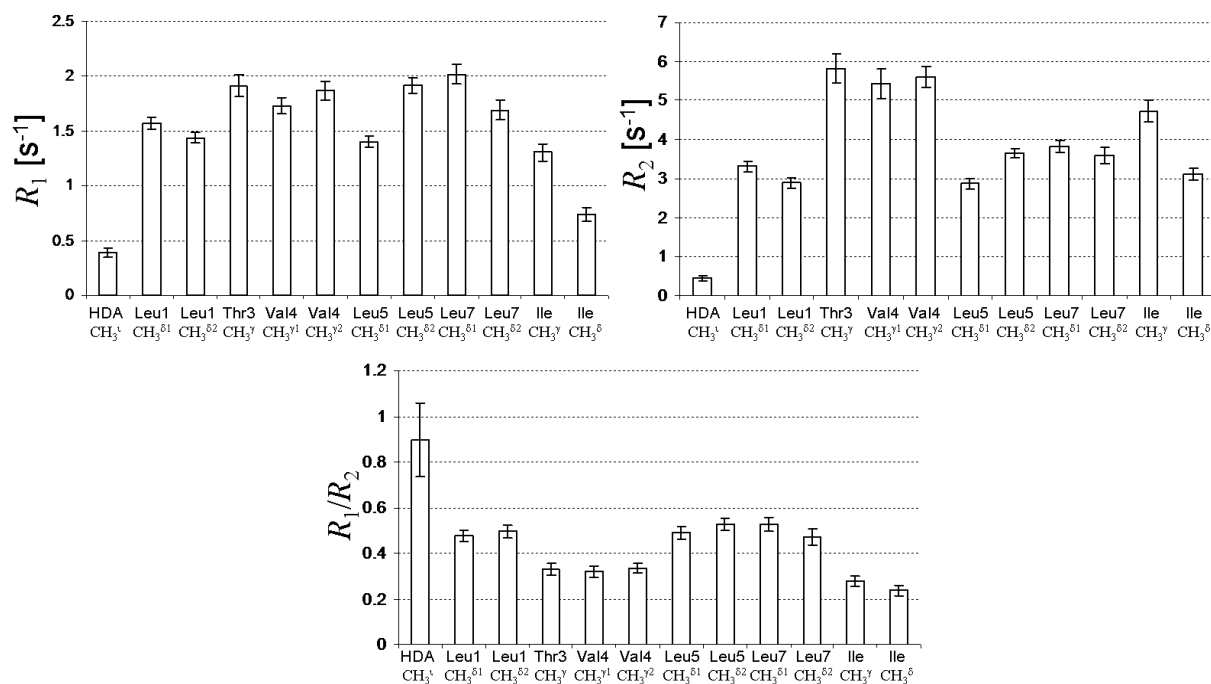 R₁ [s⁻¹]
2.5
2
1.5
1
0.5
0
HDA Leu1 Leu1 Thr3 Val4 Val4 Leu5 Leu5 Leu7 Leu7 Ile Ile
CH₃ᶥ CH₃δ1 CH₃δ2 CH₃γ CH₃γ1 CH₃γ2 CH₃δ1 CH₃δ2 CH₃δ1 CH₃δ2 CH₃γ CH₃δ
R₂ [s⁻¹]
7
6
5
4
3
2
1
0
HDA Leu1 Leu1 Thr3 Val4 Val4 Leu5 Leu5 Leu7 Leu7 Ile Ile
CH₃ᶥ CH₃δ1 CH₃δ2 CH₃γ CH₃γ1 CH₃γ2 CH₃δ1 CH₃δ2 CH₃δ1 CH₃δ2 CH₃γ CH₃δ
R₁/R₂
1.2
1
0.8
0.6
0.4
0.2
0
HDA Leu1 Leu1 Thr3 Val4 Val4 Leu5 Leu5 Leu7 Leu7 Ile Ile
CH₃ᶥ CH₃δ1 CH₃δ2 CH₃γ CH₃γ1 CH₃γ2 CH₃δ1 CH₃δ2 CH₃δ1 CH₃δ2 CH₃γ CH₃δ